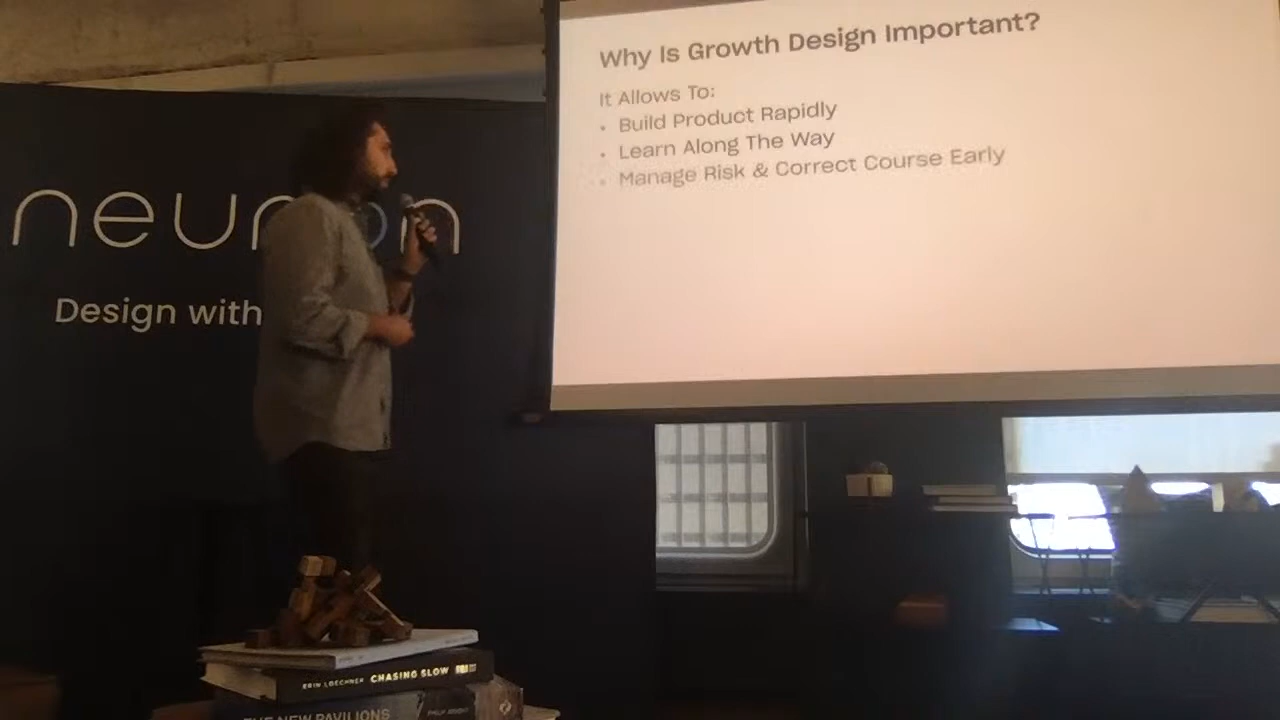 Why Is Growth Design Important?
It Allows To:
• Build Product Rapidly
• Learn Along The Way
• Manage Risk & Correct Course Early
neuron
Design with
ERIN LOECHNER CHASING SLOW
THE NEW PAVILIONS